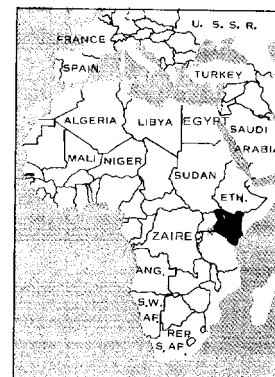 U. S. S. R.
FRANCE
SPAIN
TURKEY
ALGERIA
LIBYA
EGYPT
SAUDI
ARABIA
MALI
NIGER
SUDAN
ETH.
ZAIRE
ANG.
S.W.
AF.
REP.
S. AF.